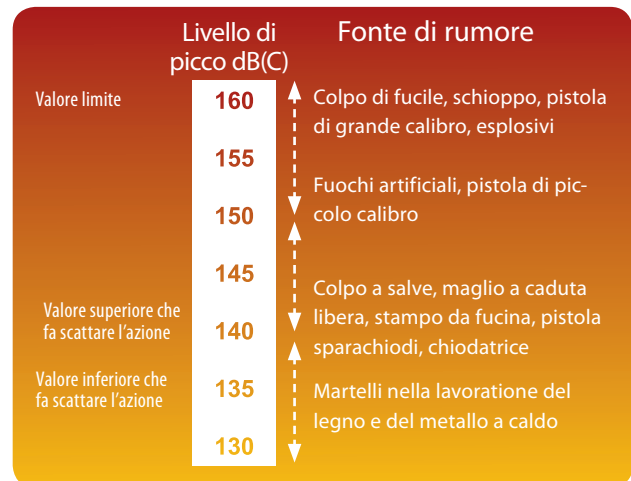 Livello di
picco dB(C)
Fonte di rumore
Valore limite
160
Colpo di fucile, schioppo, pistola
di grande calibro, esplosivi
155
Fuochi artificiali, pistola di pic-
colo calibro
150
145
Colpo a salve, maglio a caduta
libera, stampo da fucina, pistola
sparachiodi, chiodatrice
Valore superiore che
fa scattare l’azione
140
Valore inferiore che
fa scattare l’azione
135
Martelli nella lavoratione del
legno e del metallo a caldo
130